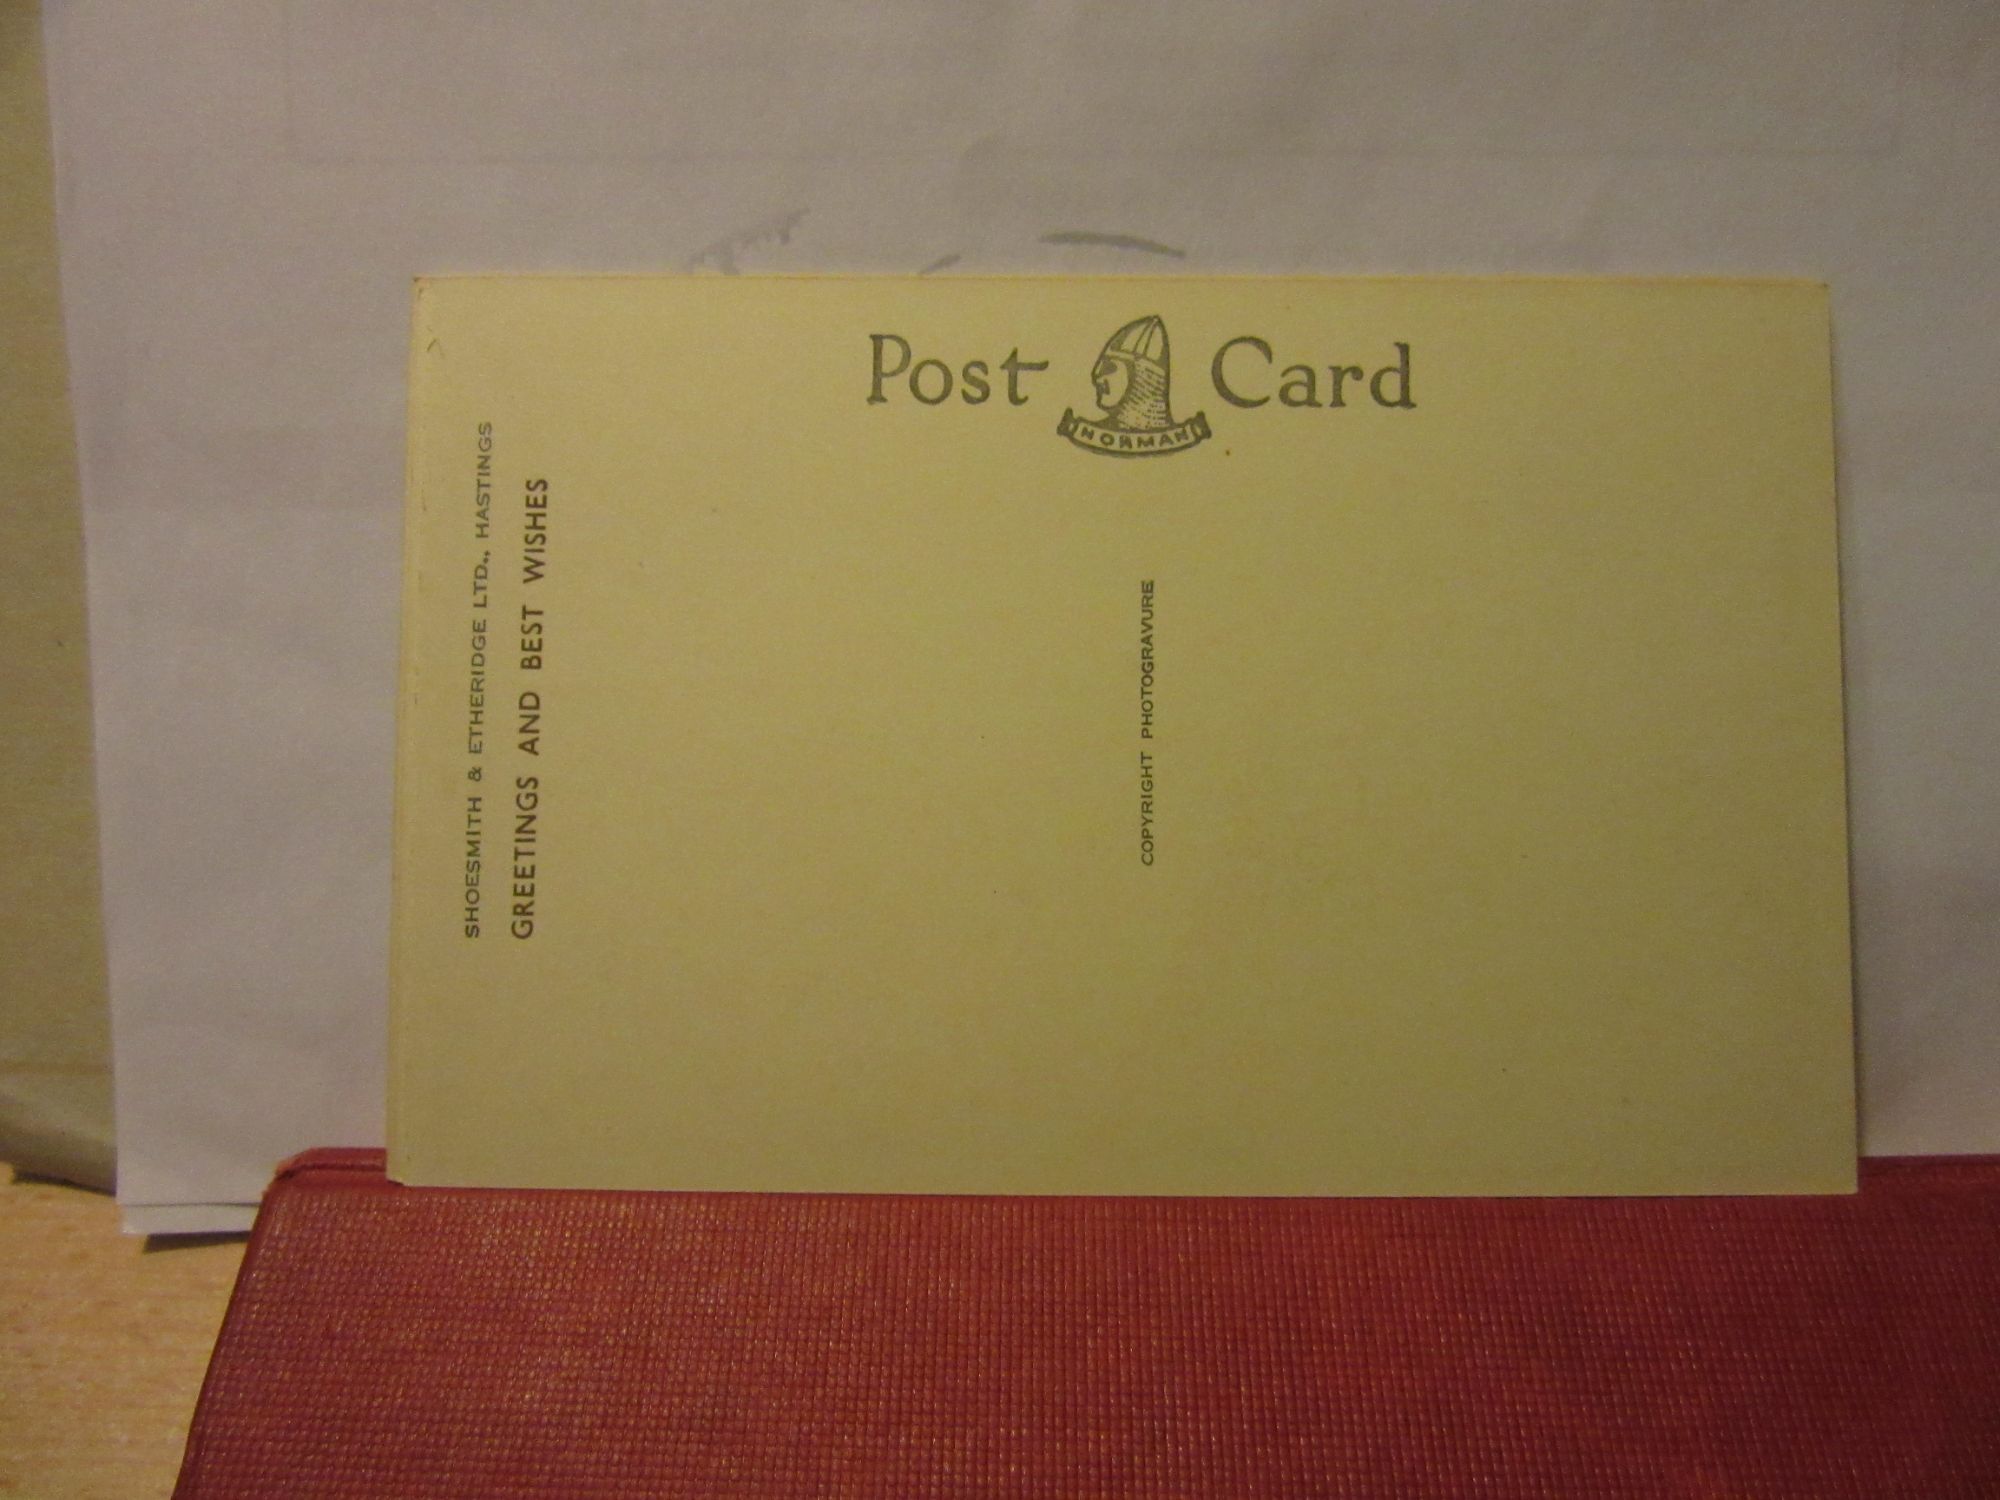 Post Card
NORMAN
SHOESMITH & ETHERIDGE LTD., HASTINGS
GREETINGS AND BEST WISHES
COPYRIGHT PHOTOGRAVURE